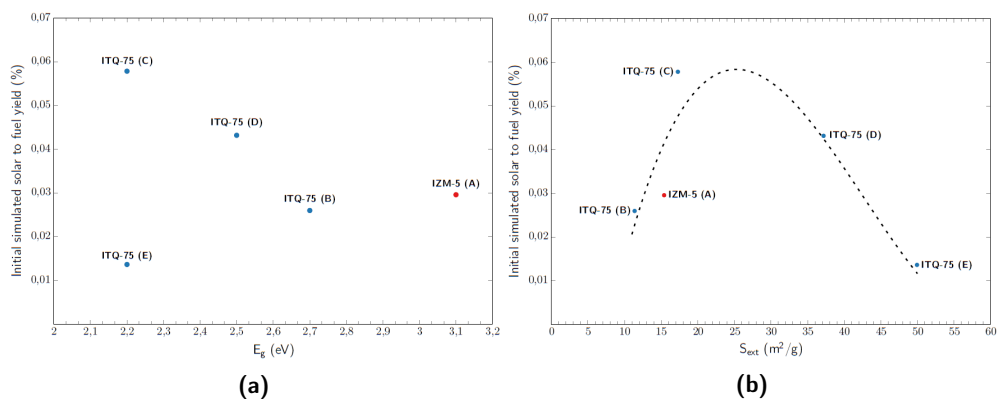 Initial simulated solar to fuel yield (%)
0,07
0,06
0,05
0,04
0,03
0,02
0,01
ITQ-75 (C)
ITQ-75 (D)
IZM-5 (A)
ITQ-75 (B)
ITQ-75 (E)
2 2,1 2,2 2,3 2,4 2,5 2,6 2,7 2,8 2,9 3 3,1 3,2
E_g (eV)
(a)
Initial simulated solar to fuel yield (%)
0,07
0,06
0,05
0,04
0,03
0,02
0,01
ITQ-75 (C)
ITQ-75 (D)
IZM-5 (A)
ITQ-75 (B)
ITQ-75 (E)
0 5 10 15 20 25 30 35 40 45 50 55 60
S_ext (m²/g)
(b)